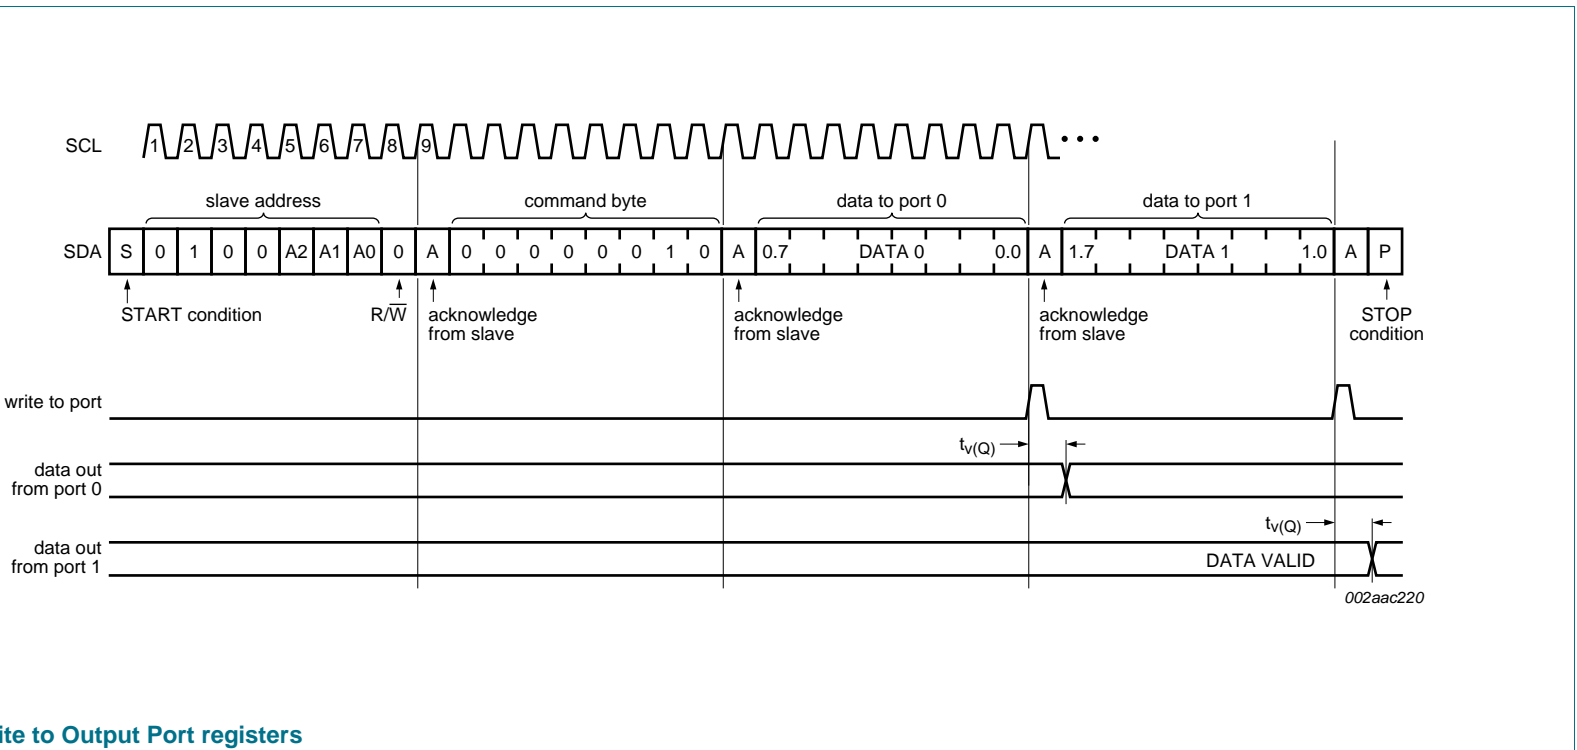 SCL 1 2 3 4 5 6 7 8 9
slave address command byte data to port 0 data to port 1
SDA S 0 1 0 0 A2 A1 A0 0 A 0 0 0 0 0 0 1 0 A 0.7 DATA 0 0.0 A 1.7 DATA 1 1.0 A P
START condition R/W̅ acknowledge from slave acknowledge from slave acknowledge from slave STOP condition
write to port
tv(Q)
data out
from port 0
tv(Q)
data out
from port 1 DATA VALID
002aac220
ite to Output Port registers